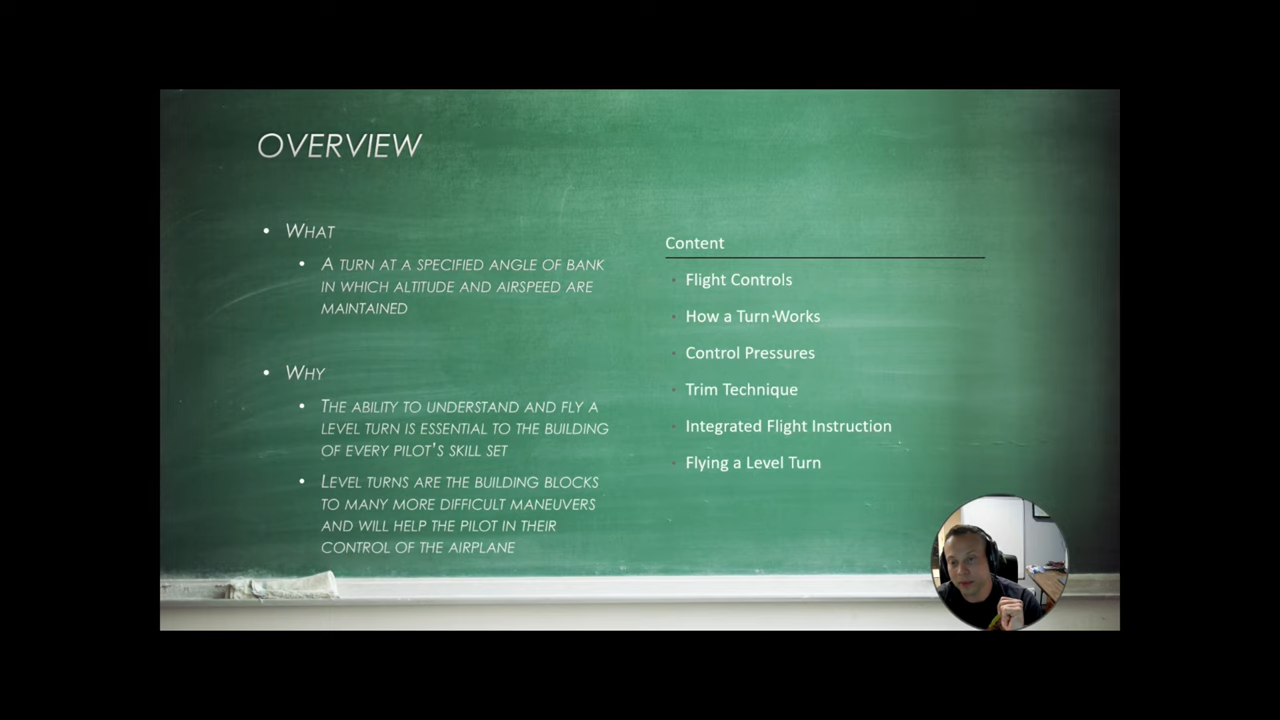 OVERVIEW
• WHAT
• A TURN AT A SPECIFIED ANGLE OF BANK
IN WHICH ALTITUDE AND AIRSPEED ARE
MAINTAINED
• WHY
• THE ABILITY TO UNDERSTAND AND FLY A
LEVEL TURN IS ESSENTIAL TO THE BUILDING
OF EVERY PILOT'S SKILL SET
• LEVEL TURNS ARE THE BUILDING BLOCKS
TO MANY MORE DIFFICULT MANEUVERS
AND WILL HELP THE PILOT IN THEIR
CONTROL OF THE AIRPLANE
Content
• Flight Controls
• How a Turn Works
• Control Pressures
• Trim Technique
• Integrated Flight Instruction
• Flying a Level Turn